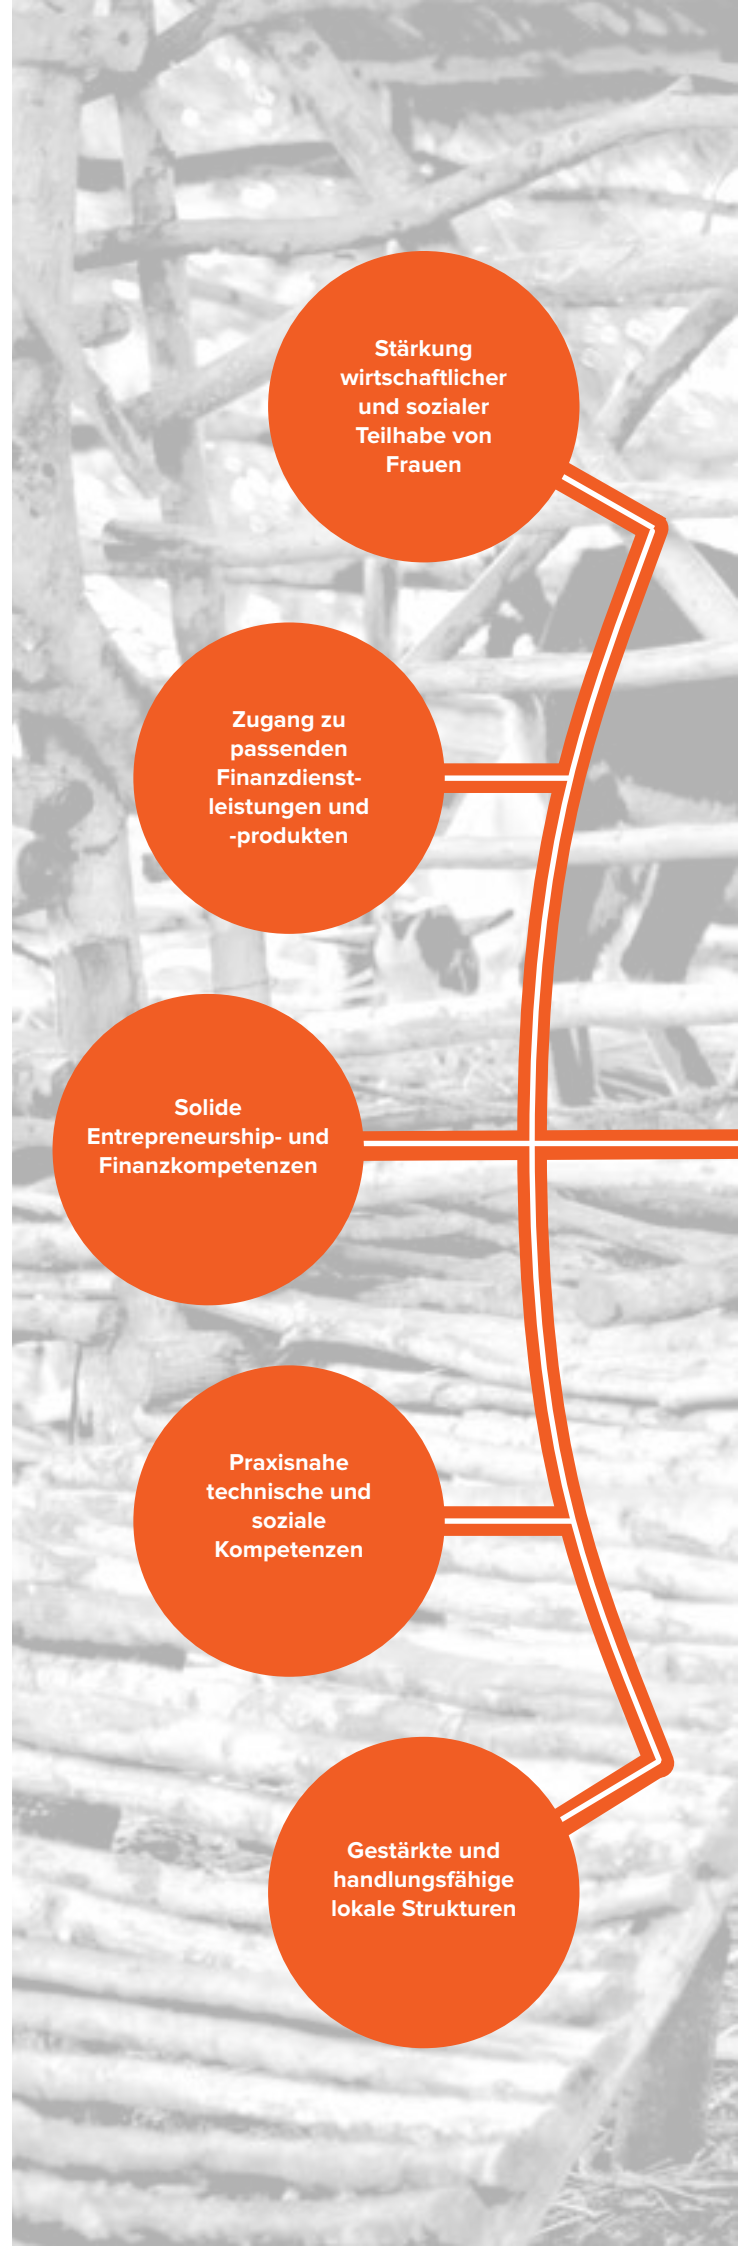 Stärkung
wirtschaftlicher
und sozialer
Teilhabe von
Frauen
Zugang zu
passenden
Finanzdienst-
leistungen und
-produkten
Solide
Entrepreneurship- und
Finanzkompetenzen
Praxisnahe
technische und
soziale
Kompetenzen
Gestärkte und
handlungsfähige
lokale Strukturen